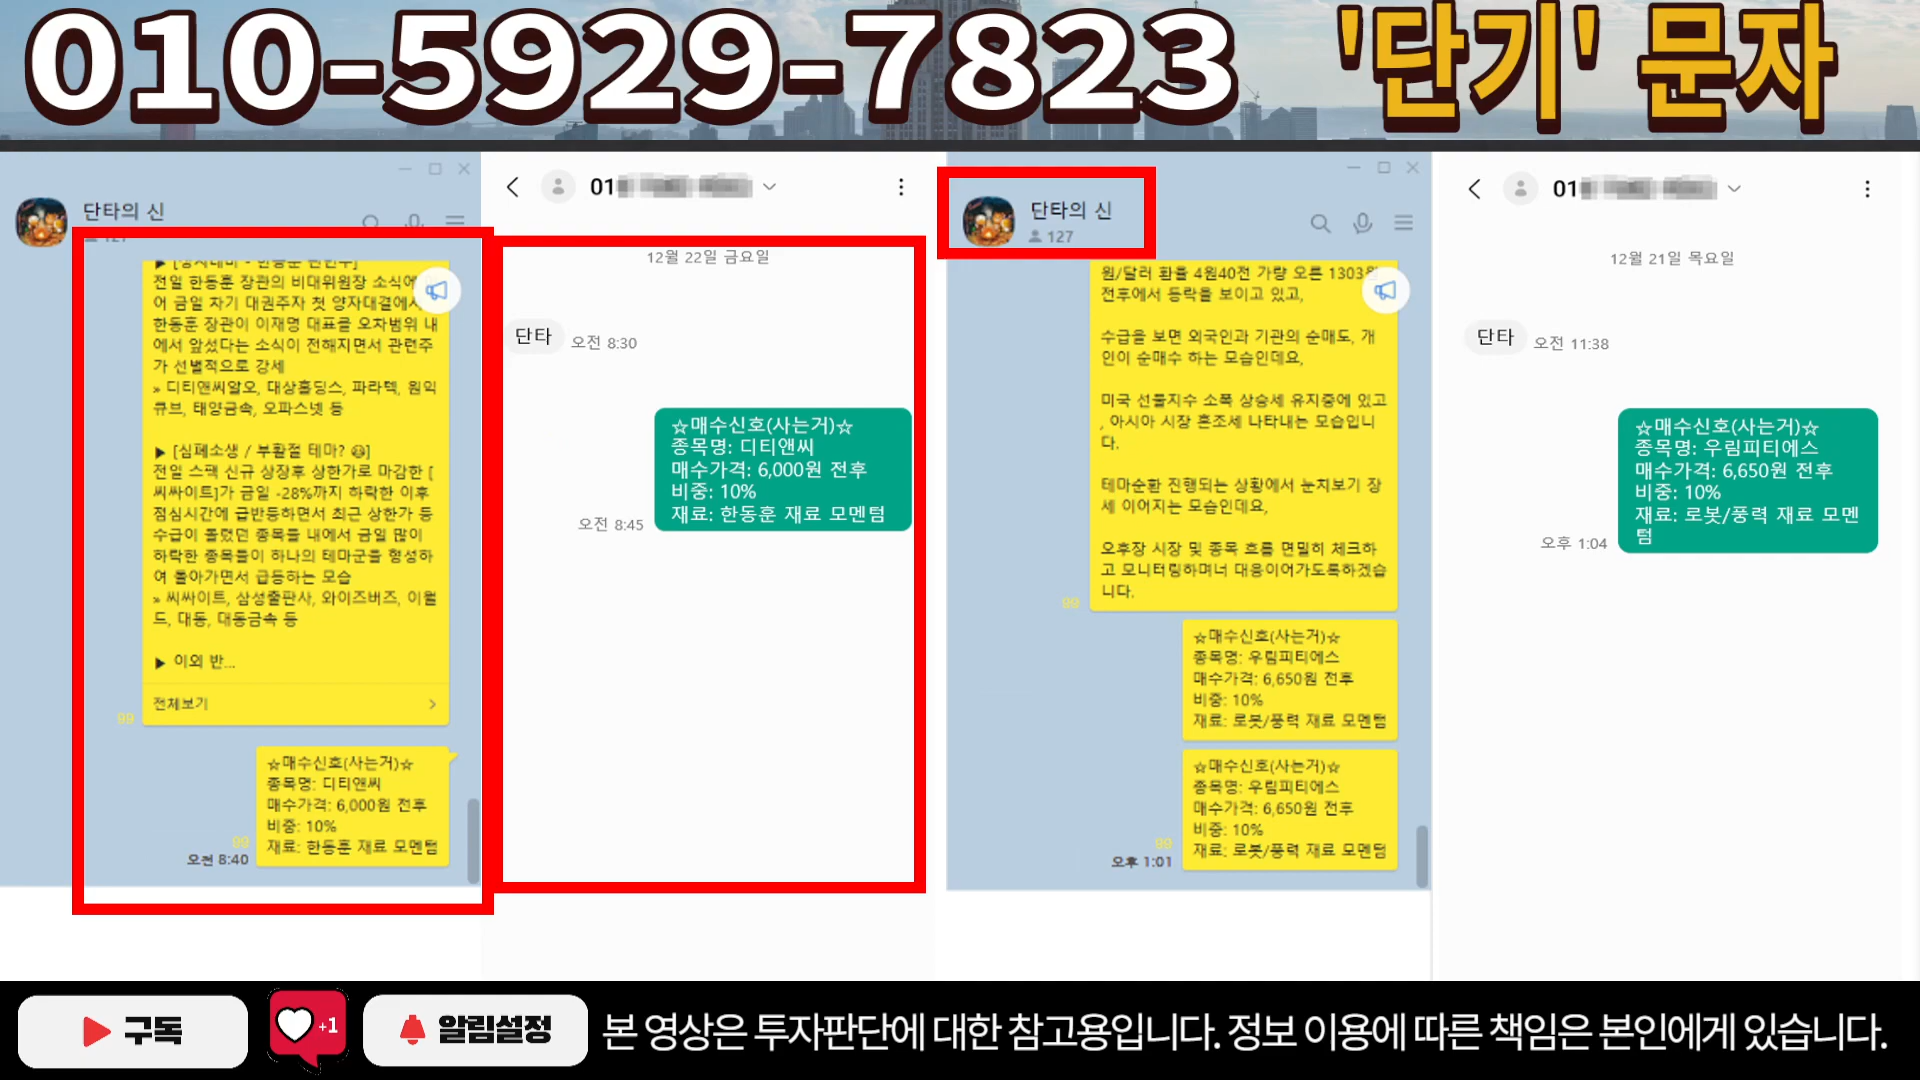 010-5929-7823 '단기' 문자
단타의 신
127
▶ [정치테마 - 한동훈 관련주]
전일 한동훈 장관의 비대위원장 소식에
어 금일 차기 대권주자 첫 양자대결에서
한동훈 장관이 이재명 대표를 오차범위 내
에서 앞섰다는 소식이 전해지면서 관련주
가 선별적으로 강세
» 디티앤씨알오, 대상홀딩스, 파라텍, 원익
큐브, 태양금속, 오파스넷 등
▶ [심폐소생 / 부활절 테마? 😂]
전일 스팩 신규 상장후 상한가로 마감한 [
씨싸이트]가 금일 -28%까지 하락한 이후
점심시간에 급반등하면서 최근 상한가 등
수급이 몰렸던 종목들 내에서 금일 많이
하락한 종목들이 하나의 테마군을 형성하
여 돌아가면서 급등하는 모습
» 씨싸이트, 삼성출판사, 와이즈버즈, 이월
드, 대동, 대동금속 등
▶ 이외 반...
전체보기
99
☆매수신호(사는거)☆
종목명: 디티앤씨
매수가격: 6,000원 전후
비중: 10%
재료: 한동훈 재료 모멘텀
99
오전 8:40
01
12월 22일 금요일
단타
오전 8:30
☆매수신호(사는거)☆
종목명: 디티앤씨
매수가격: 6,000원 전후
비중: 10%
재료: 한동훈 재료 모멘텀
오전 8:45
단타의 신
127
원/달러 환율 4원40전 가량 오른 1303원
전후에서 등락을 보이고 있고,
수급을 보면 외국인과 기관의 순매도, 개
인이 순매수 하는 모습인데요,
미국 선물지수 소폭 상승세 유지중에 있고
, 아시아 시장 혼조세 나타내는 모습입니
다.
테마순환 진행되는 상황에서 눈치보기 장
세 이어지는 모습인데요,
오후장 시장 및 종목 흐름 면밀히 체크하
고 모니터링하며너 대응이어가도록하겠습
니다.
99
☆매수신호(사는거)☆
종목명: 우림피티에스
매수가격: 6,650원 전후
비중: 10%
재료: 로봇/풍력 재료 모멘텀
☆매수신호(사는거)☆
종목명: 우림피티에스
매수가격: 6,650원 전후
비중: 10%
재료: 로봇/풍력 재료 모멘텀
99
오후 1:01
01
12월 21일 목요일
단타
오전 11:38
☆매수신호(사는거)☆
종목명: 우림피티에스
매수가격: 6,650원 전후
비중: 10%
재료: 로봇/풍력 재료 모멘
텀
오후 1:04
구독
+1
알림설정
본 영상은 투자판단에 대한 참고용입니다. 정보 이용에 따른 책임은 본인에게 있습니다.